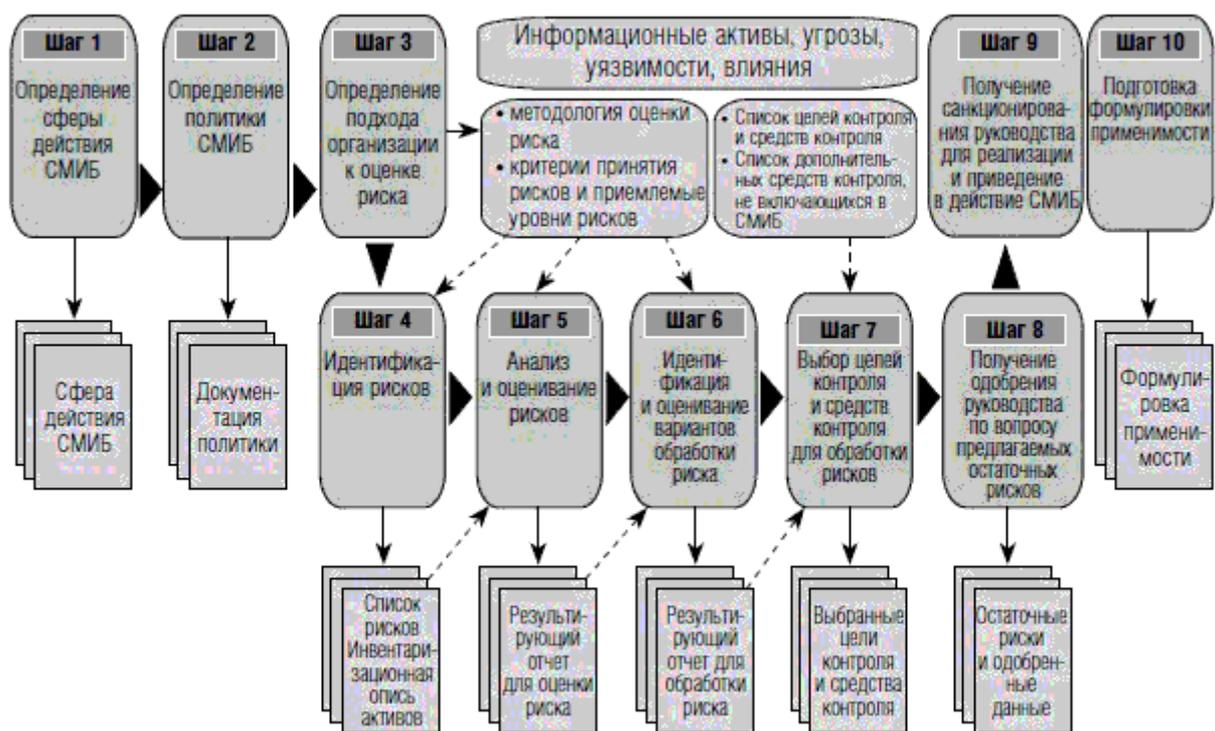 Шаг 1
Определение
сферы
действия
СМИБ
Шаг 2
Определение
политики
СМИБ
Шаг 3
Определение
подхода
организации
к оценке
риска
Информационные активы, угрозы,
уязвимости, влияния
• методология оценки
риска
• критерии принятия
рисков и приемлемые
уровни рисков
• Список целей контроля
и средств контроля
• Список дополнитель-
ных средств контроля,
не включающихся в
СМИБ
Шаг 9
Получение
санкционирова-
ния руководства
для реализации
и приведение
в действие СМИБ
Шаг 10
Подготовка
формулировки
применимости
Сфера
действия
СМИБ
Докумен-
тация
политики
Шаг 4
Идентифика-
ция рисков
Шаг 5
Анализ
и оценивание
рисков
Шаг 6
Иденти-
фикация
и оценивание
вариантов
обработки
риска
Шаг 7
Выбор целей
контроля
и средств
контроля
для обработки
рисков
Шаг 8
Получение
одобрения
руководства
по вопросу
предлагаемых
остаточных
рисков
Формули-
ровка
примени-
мости
Список
рисков
Инвентари-
зационная
опись
активов
Результи-
рующий
отчет
для оценки
риска
Результи-
рующий
отчет для
обработки
риска
Выбранные
цели
контроля
и средства
контроля
Остаточные
риски
и одобрен-
ные
данные